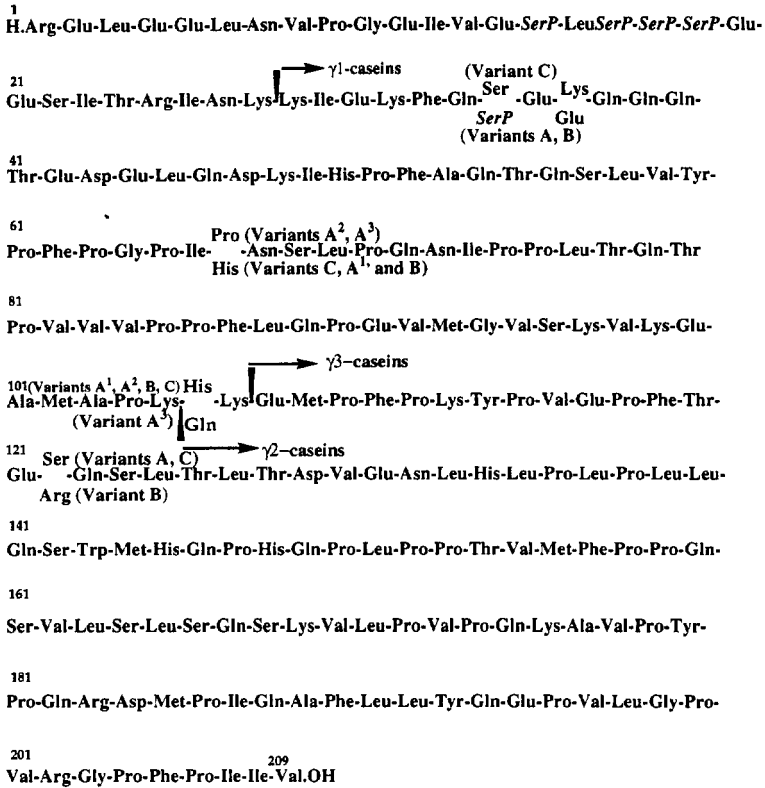 1
H.Arg-Glu-Leu-Glu-Glu-Leu-Asn-Val-Pro-Gly-Glu-Ile-Val-Glu-SerP-LeuSerP-SerP-SerP-Glu-
γ1-caseins (Variant C)
21 Ser Lys
Glu-Ser-Ile-Thr-Arg-Ile-Asn-Lys Lys-Ile-Glu-Lys-Phe-Gln- -Glu- -Gln-Gln-Gln-
SerP Glu
(Variants A, B)
41
Thr-Glu-Asp-Glu-Leu-Gln-Asp-Lys-Ile-His-Pro-Phe-Ala-Gln-Thr-Gln-Ser-Leu-Val-Tyr-
61 Pro (Variants A², A³)
Pro-Phe-Pro-Gly-Pro-Ile- -Asn-Ser-Leu-Pro-Gln-Asn-Ile-Pro-Pro-Leu-Thr-Gln-Thr
His (Variants C, A¹, and B)
81
Pro-Val-Val-Val-Pro-Pro-Phe-Leu-Gln-Pro-Glu-Val-Met-Gly-Val-Ser-Lys-Val-Lys-Glu-
γ3-caseins
101(Variants A¹, A², B, C) His
Ala-Met-Ala-Pro-Lys- -Lys Glu-Met-Pro-Phe-Pro-Lys-Tyr-Pro-Val-Glu-Pro-Phe-Thr-
(Variant A³) Gln
121 Ser (Variants A, C) γ2-caseins
Glu- -Gln-Ser-Leu-Thr-Leu-Thr-Asp-Val-Glu-Asn-Leu-His-Leu-Pro-Leu-Pro-Leu-Leu-
Arg (Variant B)
141
Gln-Ser-Trp-Met-His-Gln-Pro-His-Gln-Pro-Leu-Pro-Pro-Thr-Val-Met-Phe-Pro-Pro-Gln-
161
Ser-Val-Leu-Ser-Leu-Ser-Gln-Ser-Lys-Val-Leu-Pro-Val-Pro-Gln-Lys-Ala-Val-Pro-Tyr-
181
Pro-Gln-Arg-Asp-Met-Pro-Ile-Gln-Ala-Phe-Leu-Leu-Tyr-Gln-Glu-Pro-Val-Leu-Gly-Pro-
201 209
Val-Arg-Gly-Pro-Phe-Pro-Ile-Ile-Val.OH